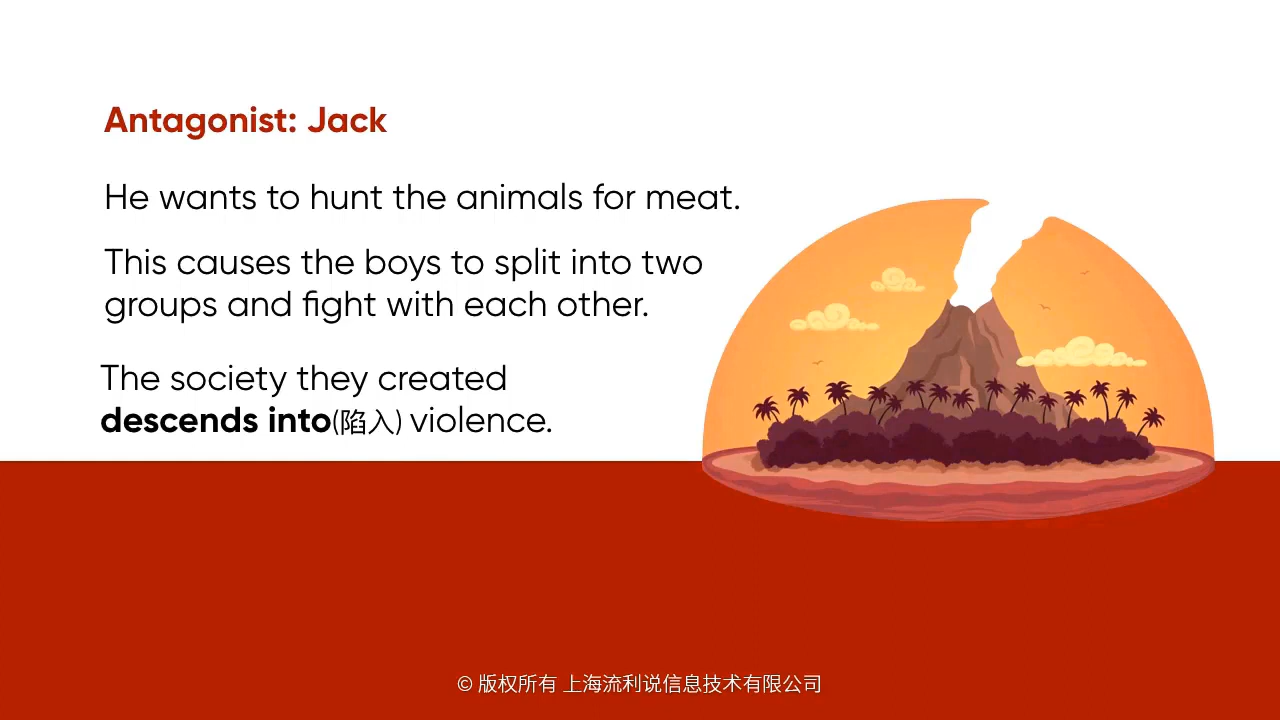 Antagonist: Jack
He wants to hunt the animals for meat.
This causes the boys to split into two
groups and fight with each other.
The society they created
descends into(陷入) violence.
© 版权所有 上海流利说信息技术有限公司